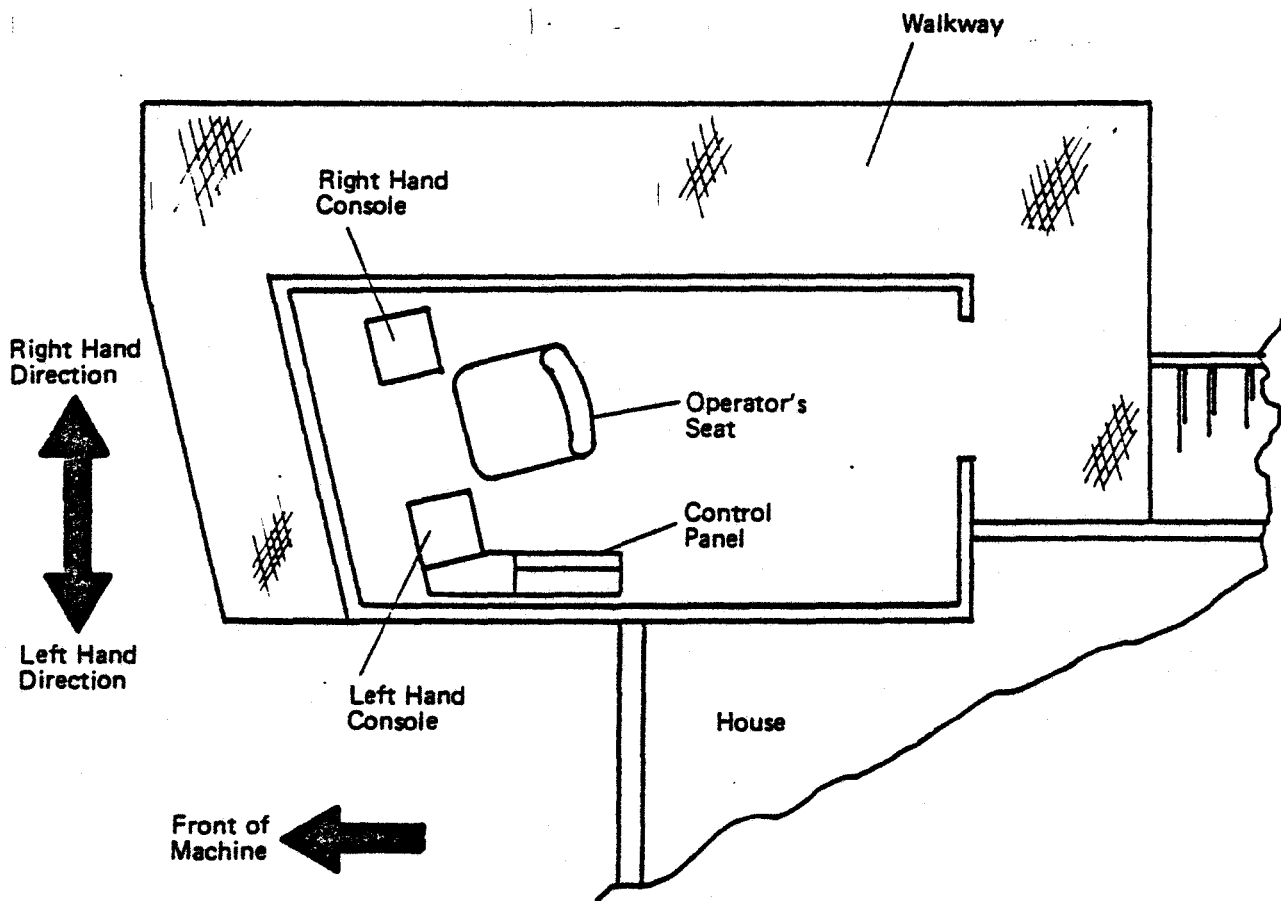 Walkway
Right Hand
Console
Right Hand
Direction
Operator's
Seat
Control
Panel
Left Hand
Direction
Left Hand
Console
House
Front of
Machine